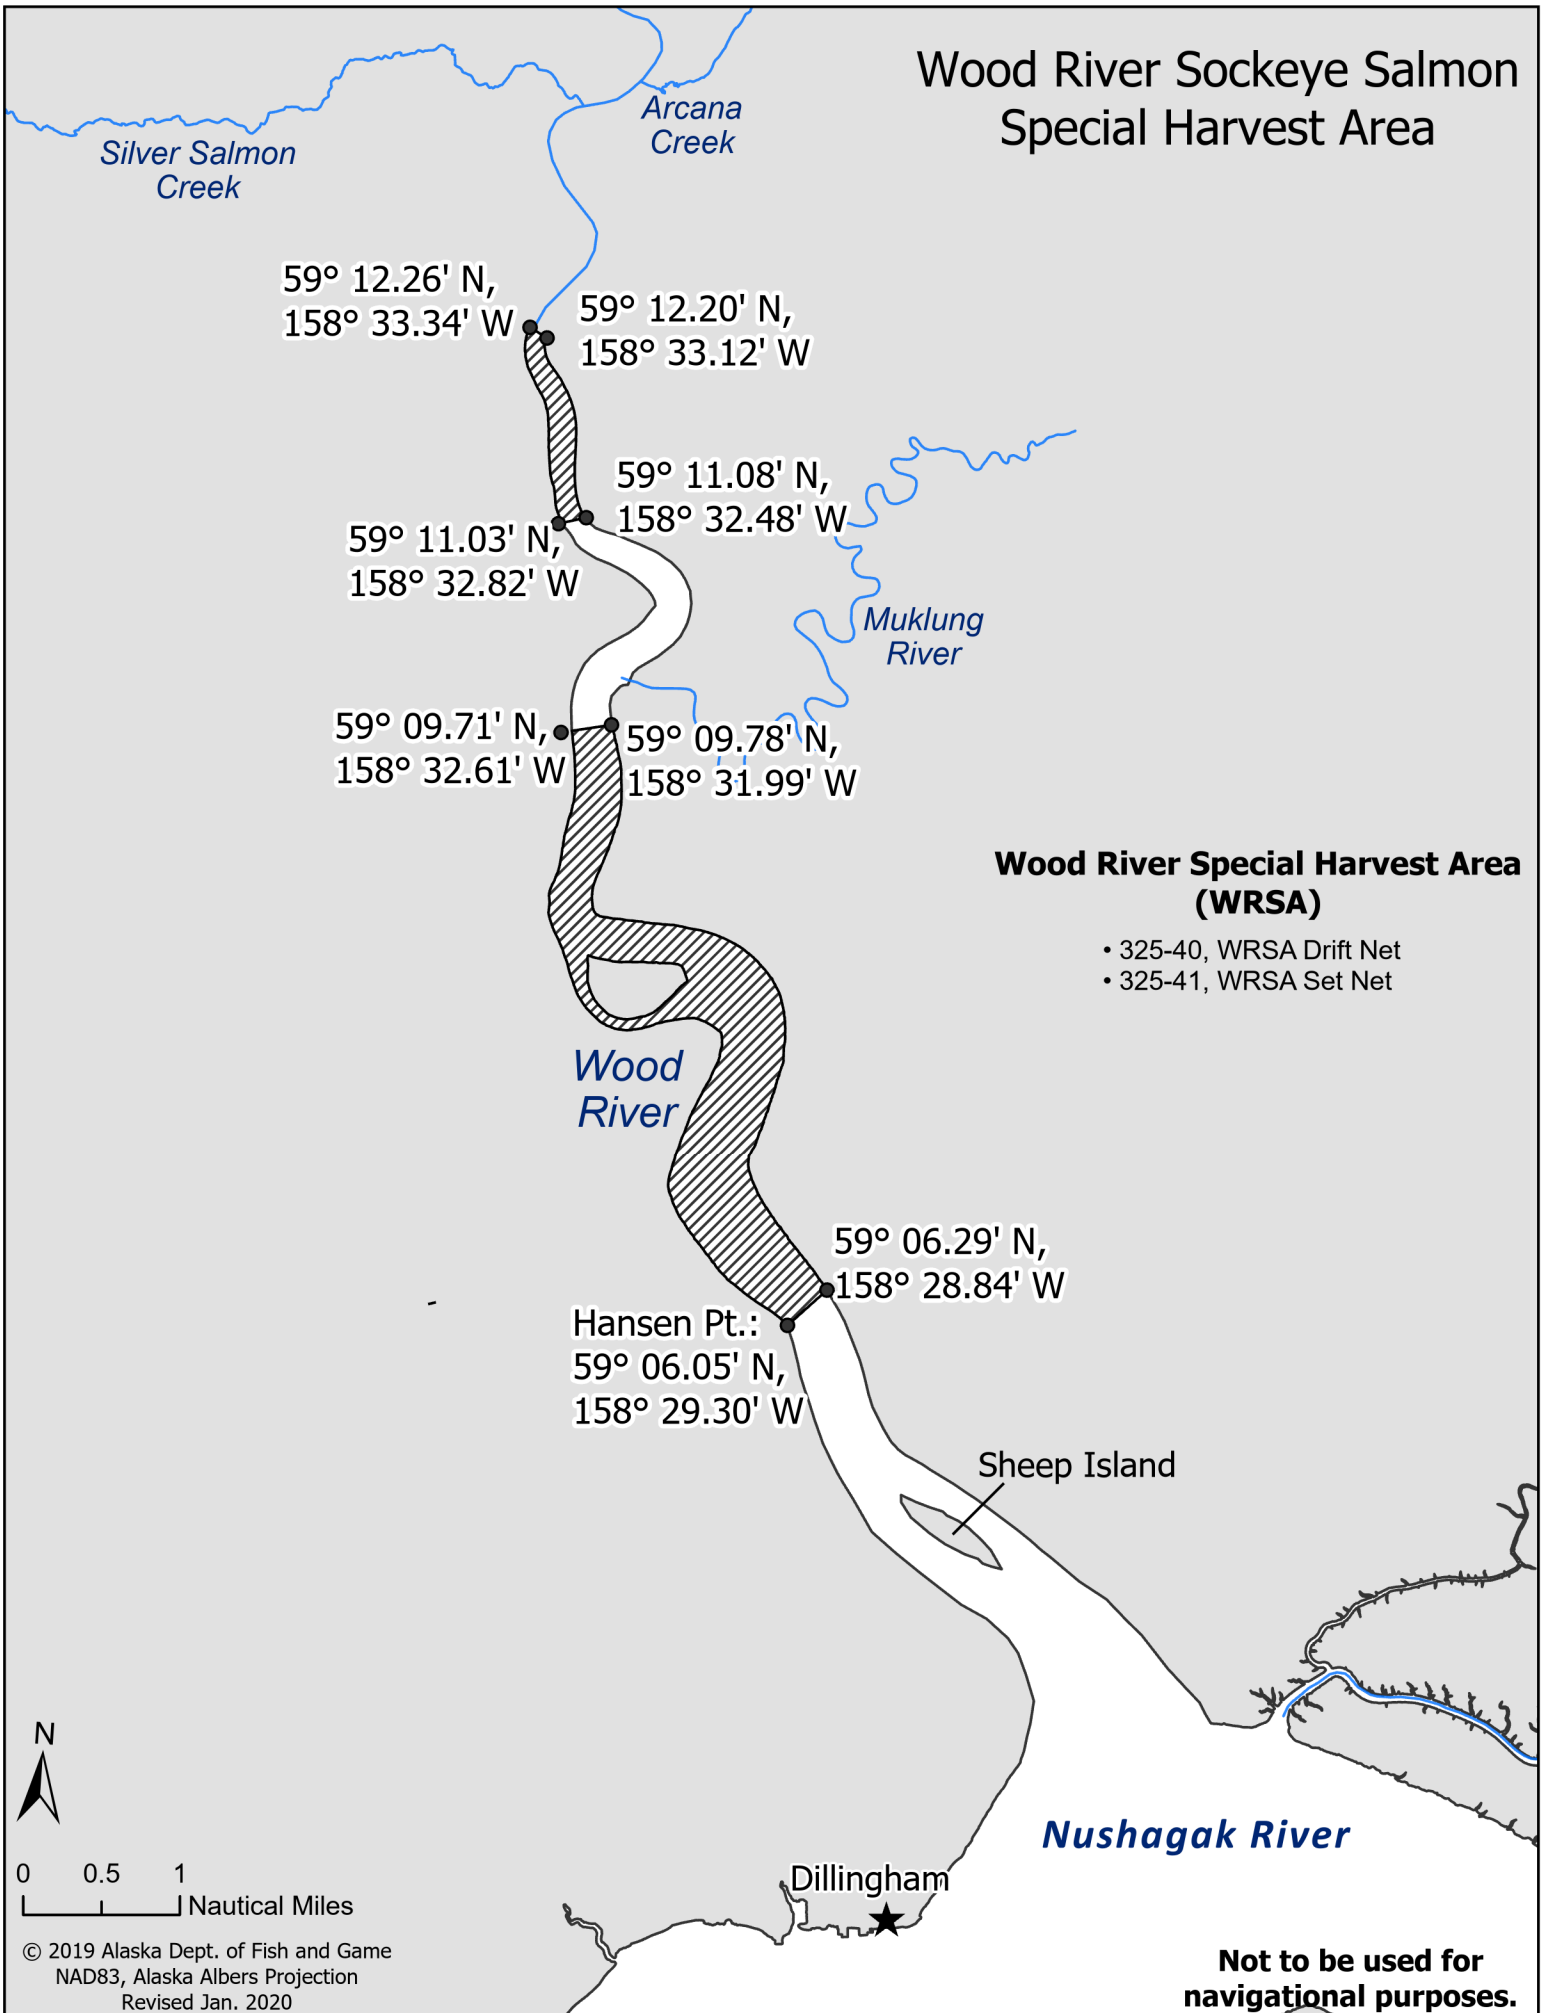 Wood River Sockeye Salmon
Special Harvest Area
Arcana
Creek
Silver Salmon
Creek
59° 12.26' N,
158° 33.34' W
59° 12.20' N,
158° 33.12' W
59° 11.08' N,
158° 32.48' W
59° 11.03' N,
158° 32.82' W
Muklung
River
59° 09.71' N,
158° 32.61' W
59° 09.78' N,
158° 31.99' W
Wood River Special Harvest Area
(WRSA)
• 325-40, WRSA Drift Net
• 325-41, WRSA Set Net
Wood
River
59° 06.29' N,
158° 28.84' W
Hansen Pt.:
59° 06.05' N,
158° 29.30' W
Sheep Island
N
Nushagak River
Dillingham
0 0.5 1
Nautical Miles
© 2019 Alaska Dept. of Fish and Game
NAD83, Alaska Albers Projection
Revised Jan. 2020
Not to be used for
navigational purposes.